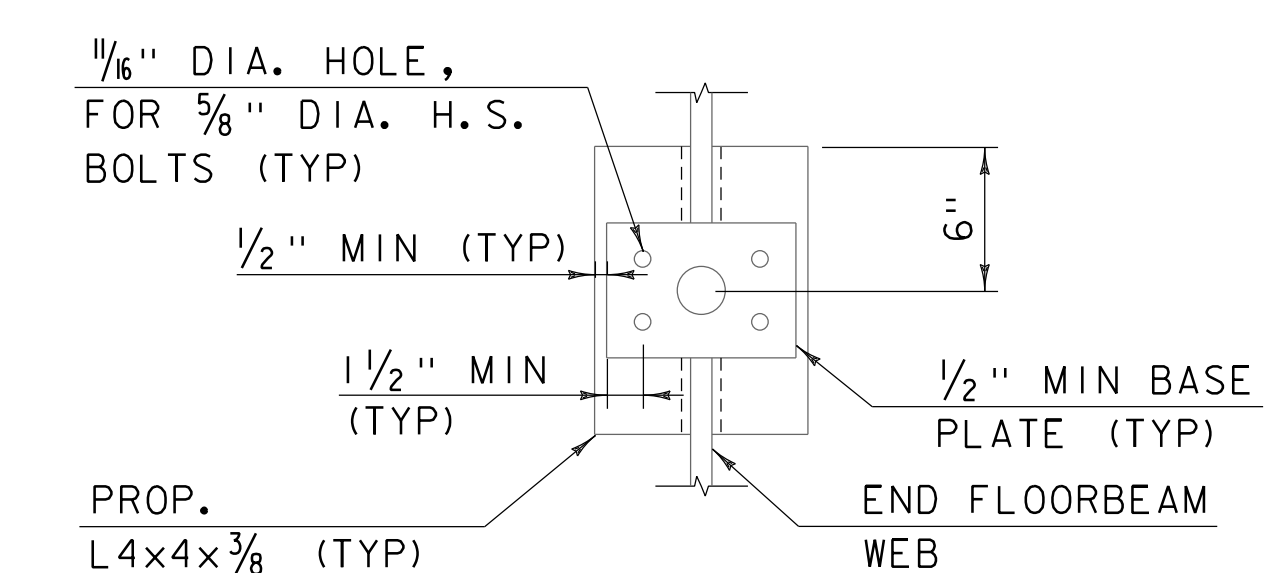 11/16" DIA. HOLE,
FOR 5/8" DIA. H.S.
BOLTS (TYP)
1/2" MIN (TYP)
6"
1 1/2" MIN
(TYP)
1/2" MIN BASE
PLATE (TYP)
PROP.
L4x4x3/8 (TYP)
END FLOORBEAM
WEB